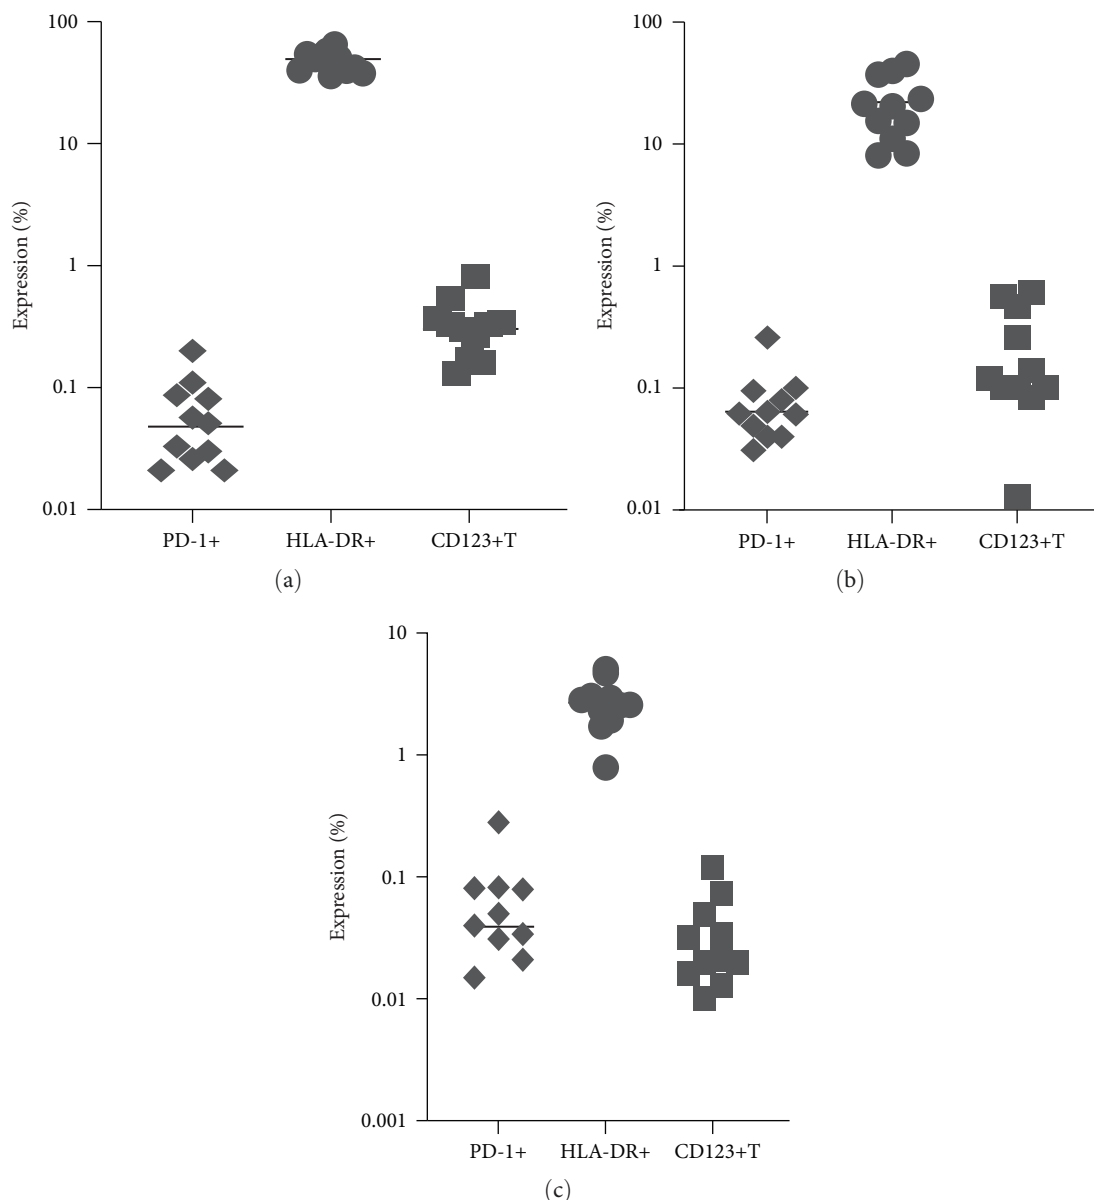 100
10
1
0.1
0.01
Expression (%)
PD-1+ HLA-DR+ CD123+T
(a)
100
10
1
0.1
0.01
Expression (%)
PD-1+ HLA-DR+ CD123+T
(b)
10
1
0.1
0.01
0.001
Expression (%)
PD-1+ HLA-DR+ CD123+T
(c)